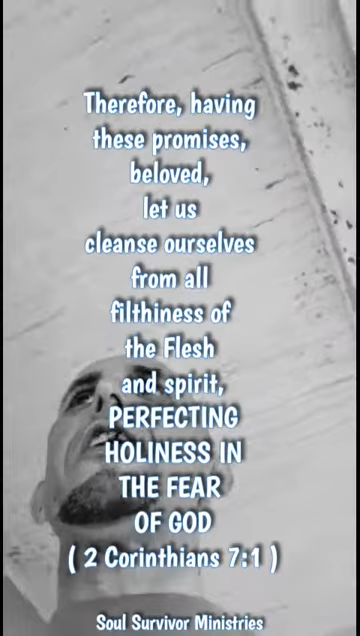 Therefore, having
these promises,
beloved,
let us
cleanse ourselves
from all
filthiness of
the Flesh
and spirit,
PERFECTING
HOLINESS IN
THE FEAR
OF GOD
( 2 Corinthians 7:1 )
Soul Survivor Ministries